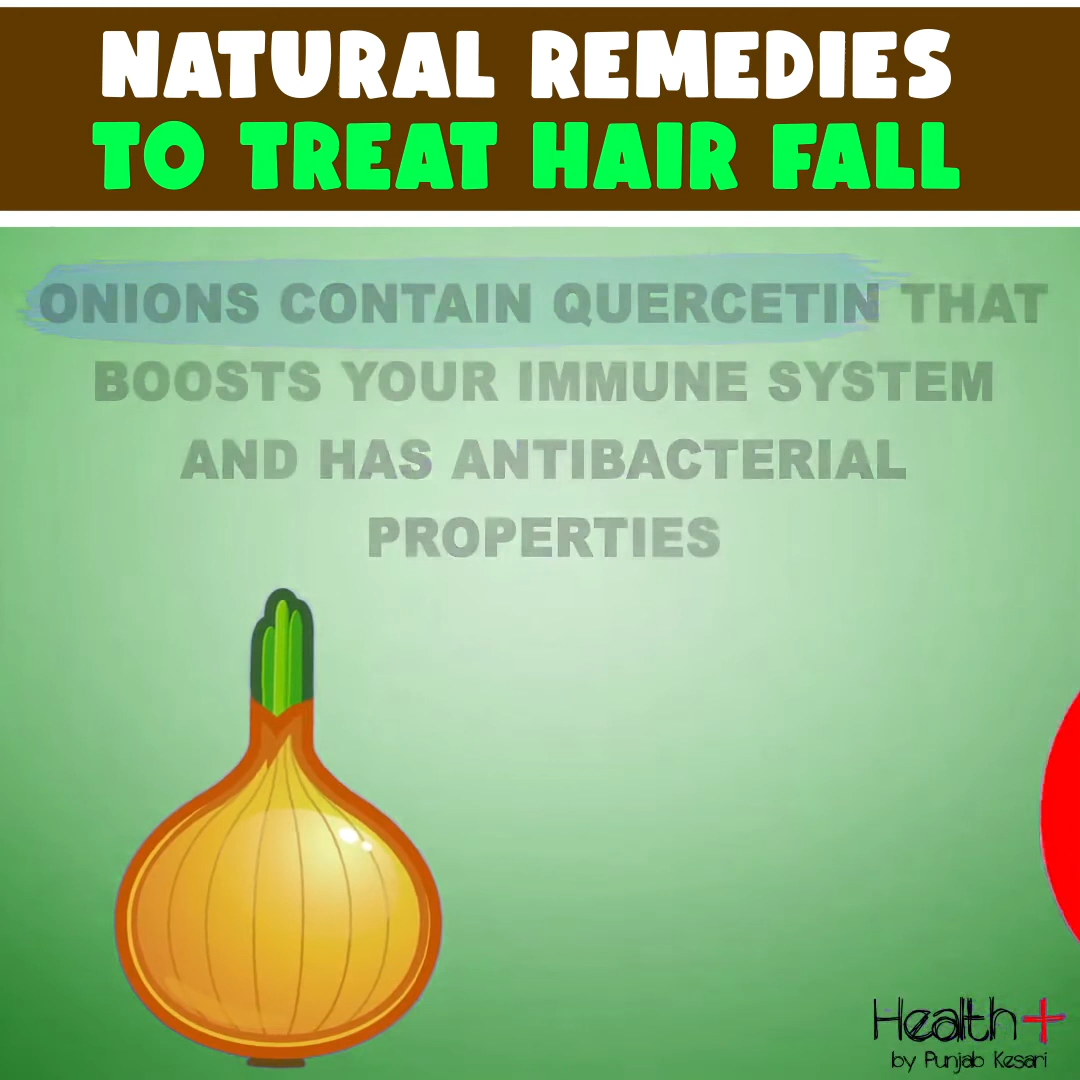 NATURAL REMEDIES
TO TREAT HAIR FALL
ONIONS CONTAIN QUERCETIN THAT
BOOSTS YOUR IMMUNE SYSTEM
AND HAS ANTIBACTERIAL
PROPERTIES
Health+
by Punjab Kesari